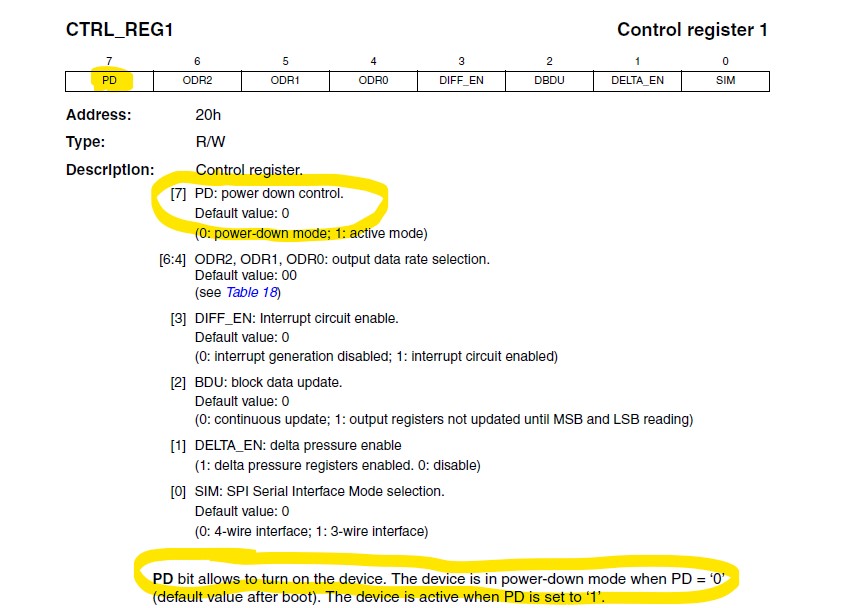 CTRL_REG1 Control register 1
7 6 5 4 3 2 1 0
PD ODR2 ODR1 ODR0 DIFF_EN DBDU DELTA_EN SIM
Address: 20h
Type: R/W
Description: Control register.
[7] PD: power down control.
Default value: 0
(0: power-down mode; 1: active mode)
[6:4] ODR2, ODR1, ODR0: output data rate selection.
Default value: 00
(see Table 18)
[3] DIFF_EN: Interrupt circuit enable.
Default value: 0
(0: interrupt generation disabled; 1: interrupt circuit enabled)
[2] BDU: block data update.
Default value: 0
(0: continuous update; 1: output registers not updated until MSB and LSB reading)
[1] DELTA_EN: delta pressure enable
(1: delta pressure registers enabled. 0: disable)
[0] SIM: SPI Serial Interface Mode selection.
Default value: 0
(0: 4-wire interface; 1: 3-wire interface)
PD bit allows to turn on the device. The device is in power-down mode when PD = ‘0’
(default value after boot). The device is active when PD is set to ‘1’.